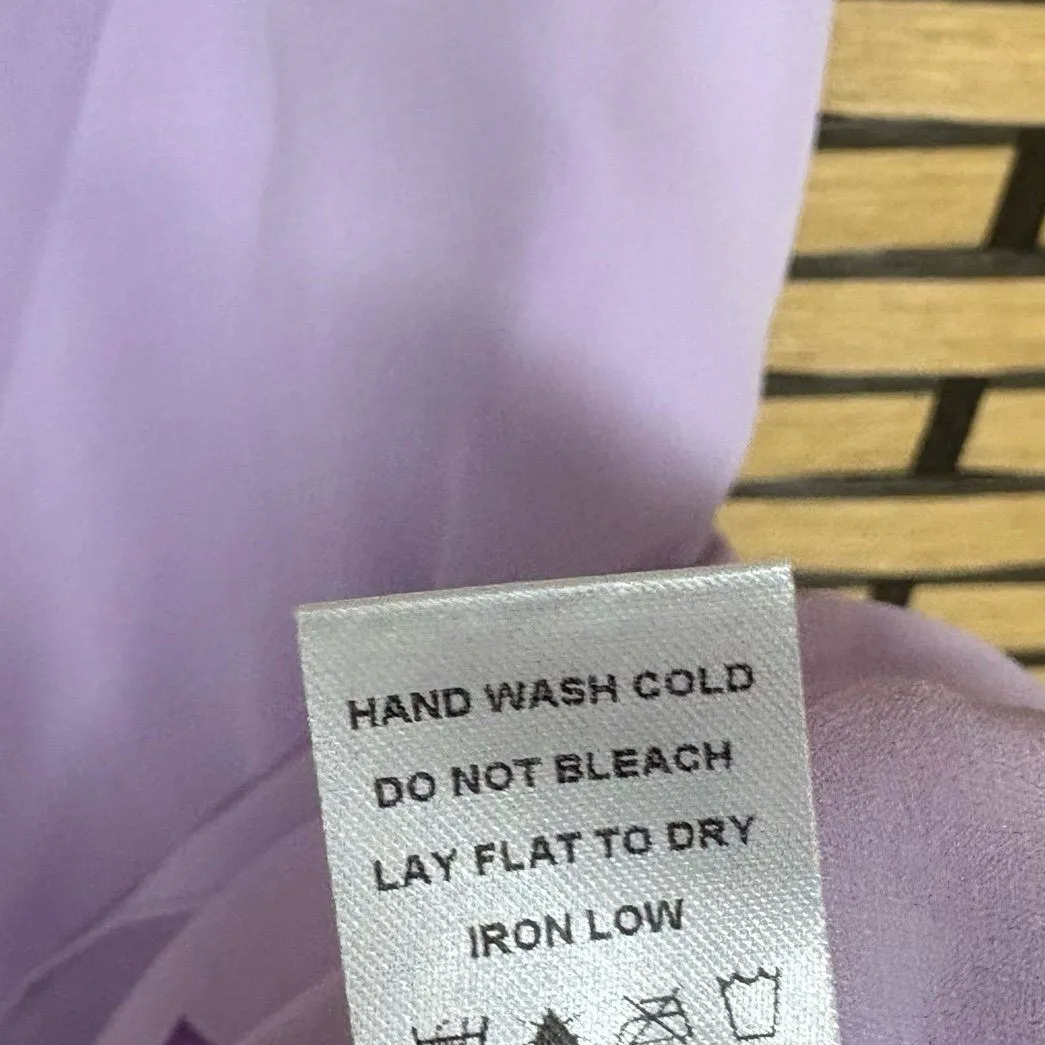 HAND WASH COLD
DO NOT BLEACH
LAY FLAT TO DRY
IRON LOW